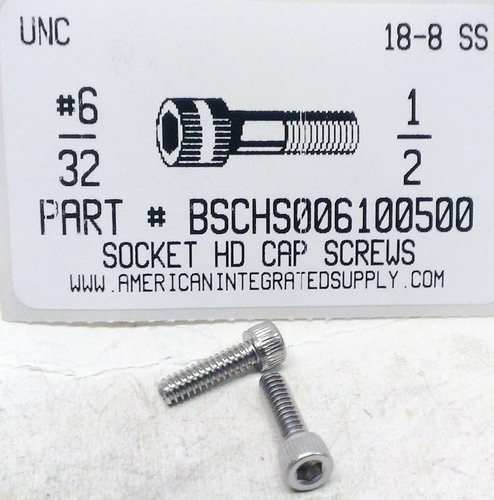 UNC 18-8 SS
#6 1
32 2
PART # BSCHS006100500
SOCKET HD CAP SCREWS
WWW.AMERICANINTEGRATEDSUPPLY.COM